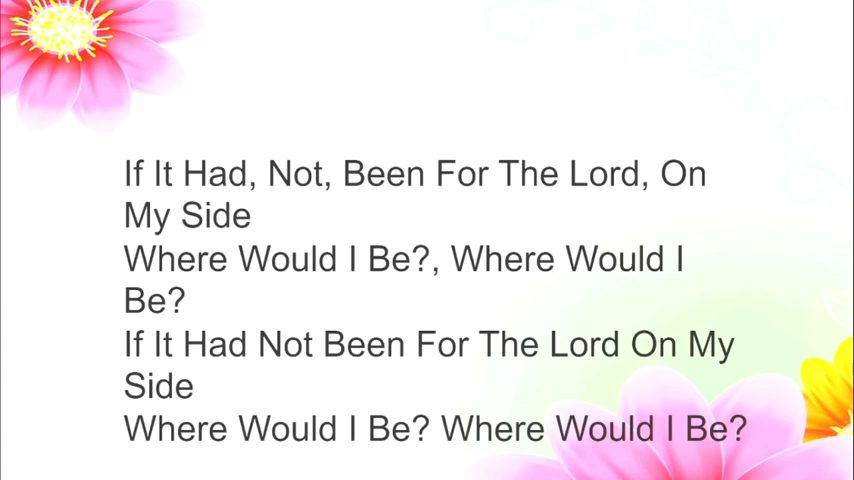 If It Had, Not, Been For The Lord, On
My Side
Where Would I Be?, Where Would I
Be?
If It Had Not Been For The Lord On My
Side
Where Would I Be? Where Would I Be?